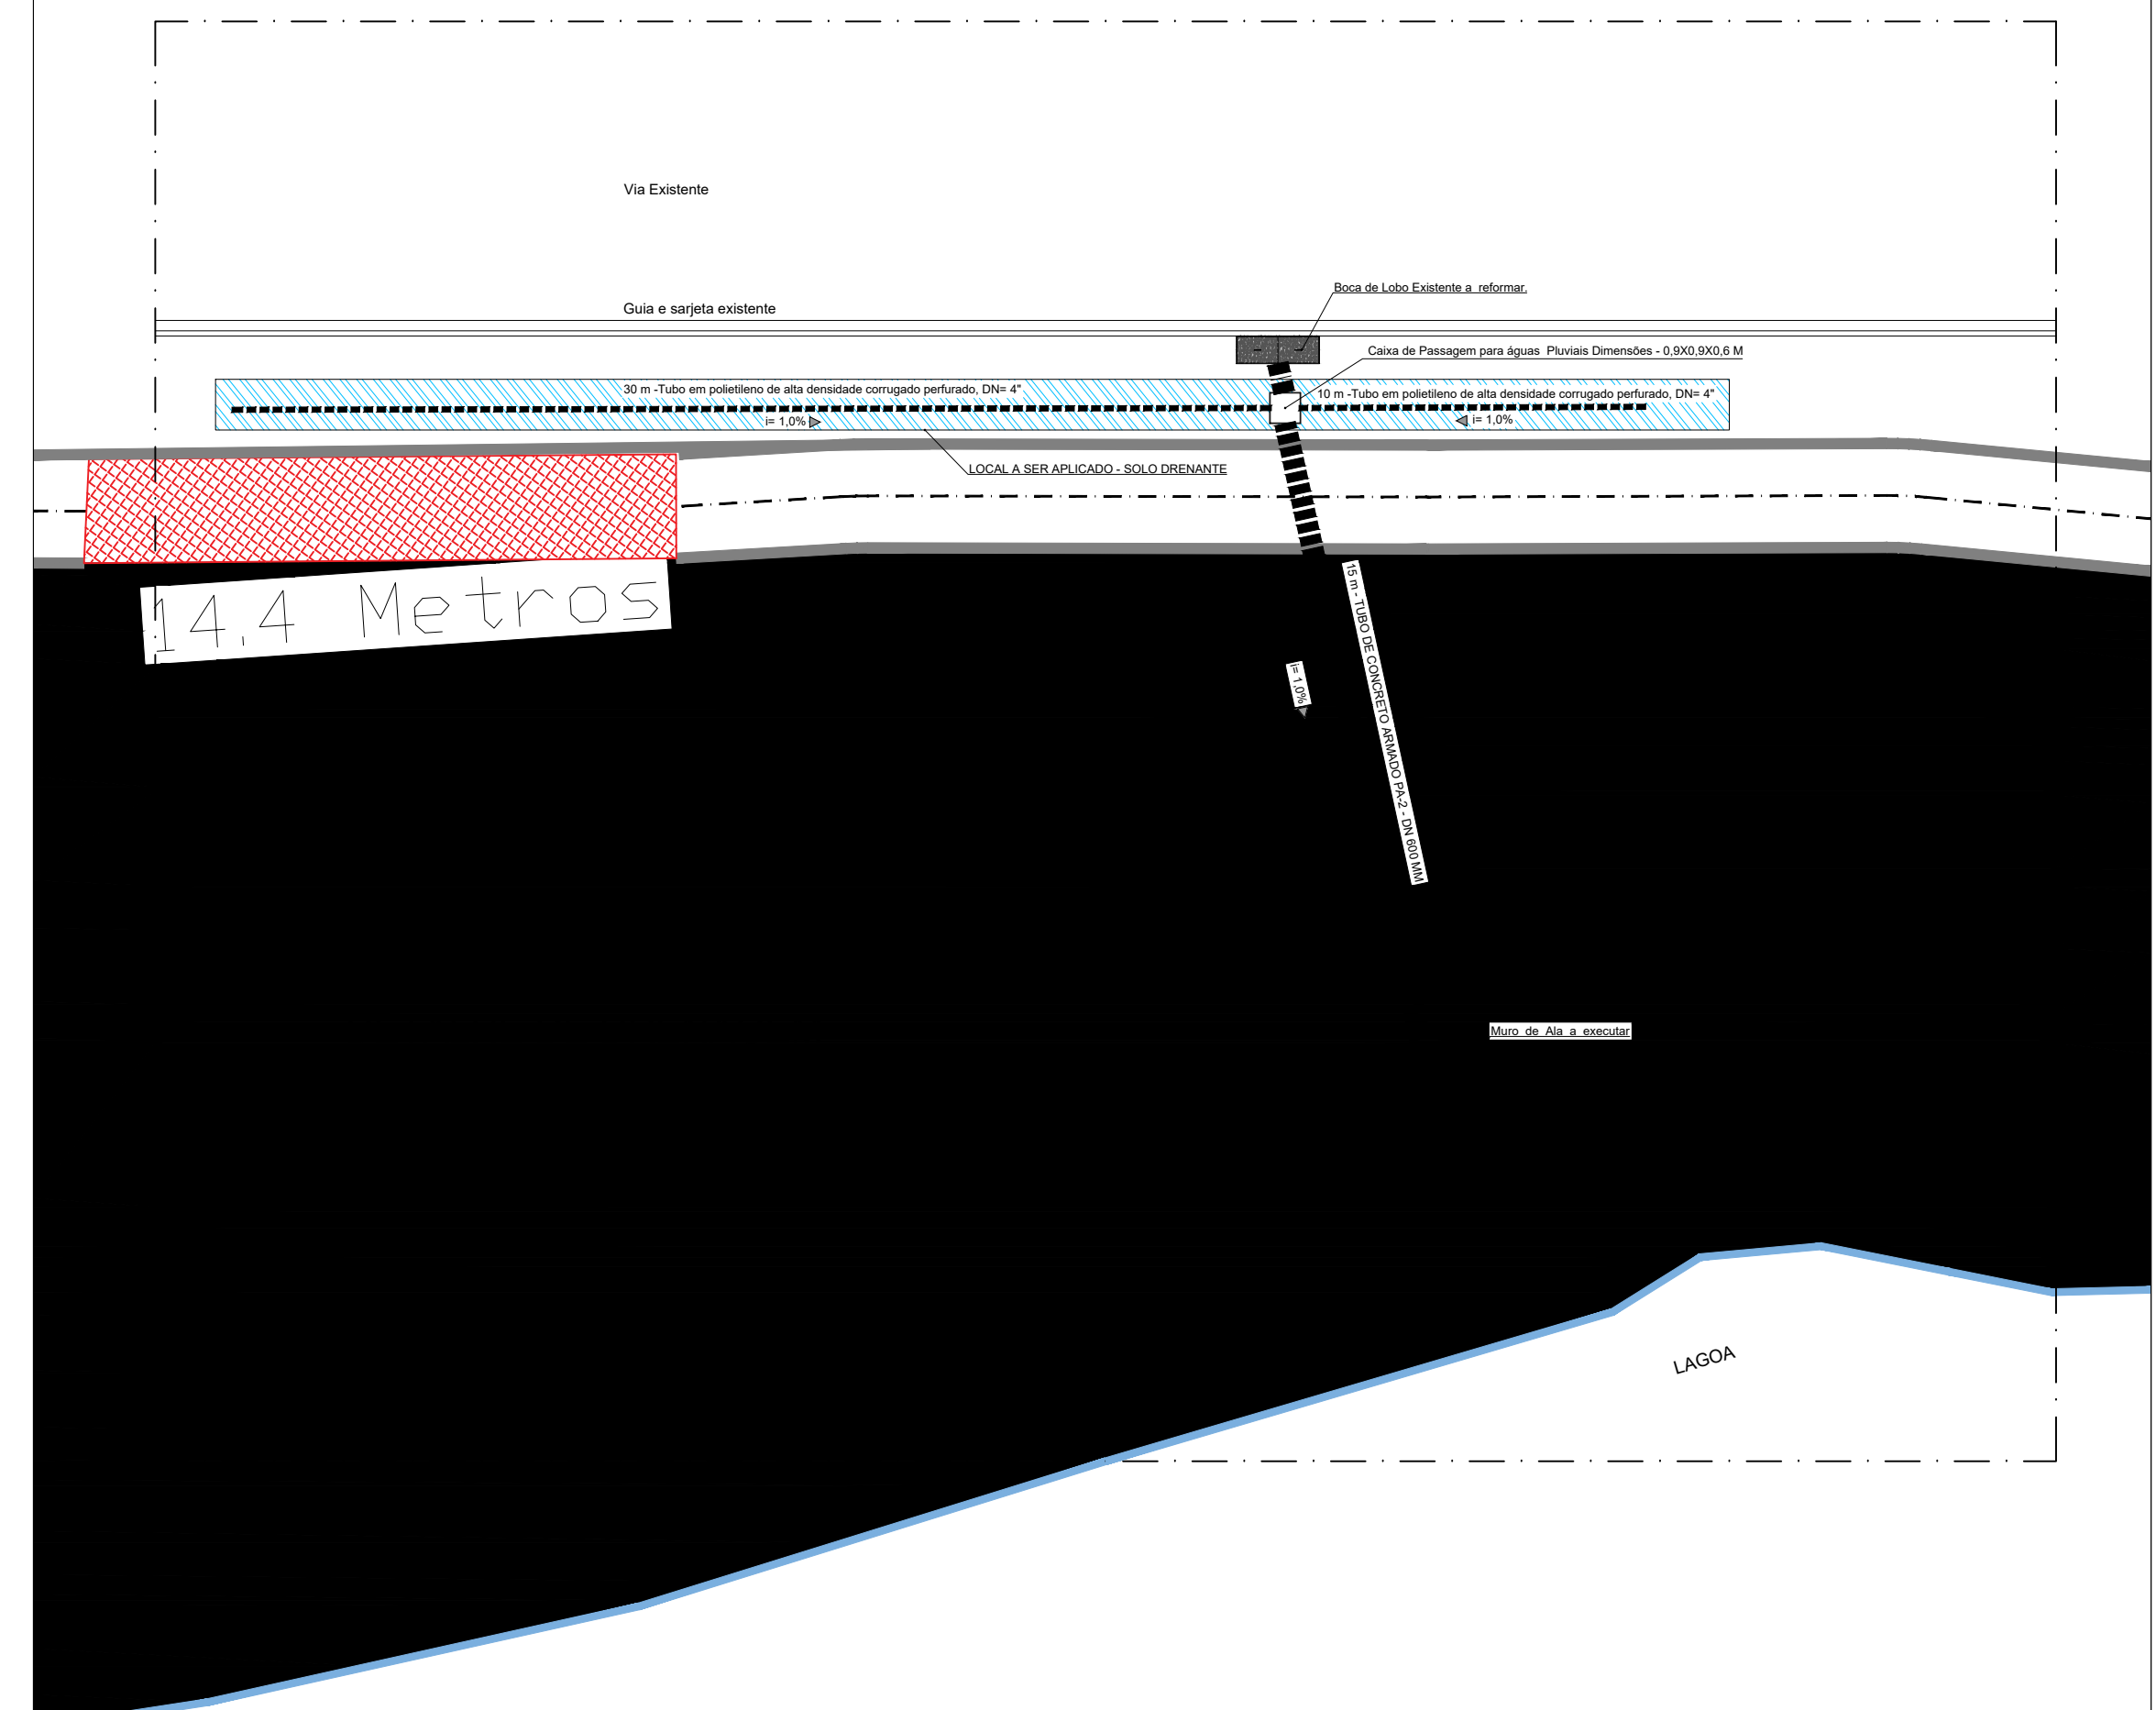 Via Existente
Guia e sarjeta existente
Boca de Lobo Existente a reformar.
Caixa de Passagem para águas Pluviais Dimensões - 0,9X0,9X0,6 M
30 m -Tubo em polietileno de alta densidade corrugado perfurado, DN= 4"
10 m -Tubo em polietileno de alta densidade corrugado perfurado, DN= 4"
i= 1,0%
i= 1,0%
LOCAL A SER APLICADO - SOLO DRENANTE
14,4 Metros
15 m - TUBO DE CONCRETO ARMADO PA-2 - DN 600 MM
i= 1,0%
Muro de Ala a executar
LAGOA